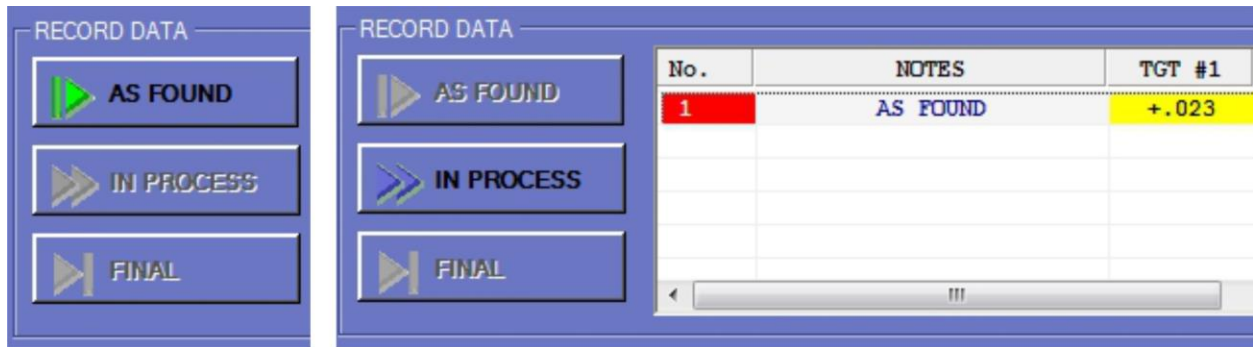 RECORD DATA
AS FOUND
IN PROCESS
FINAL
RECORD DATA
AS FOUND
IN PROCESS
FINAL
No. NOTES TGT #1
1 AS FOUND +.023